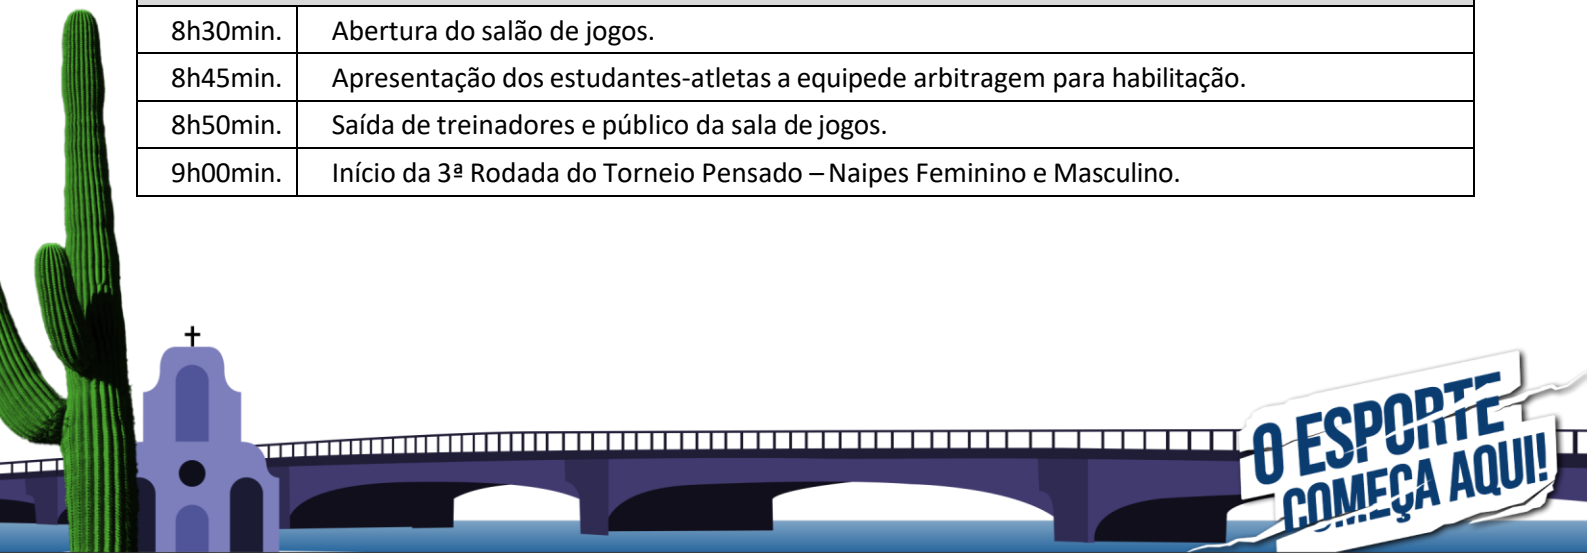 8h30min. Abertura do salão de jogos.
8h45min. Apresentação dos estudantes-atletas a equipede arbitragem para habilitação.
8h50min. Saída de treinadores e público da sala de jogos.
9h00min. Início da 3ª Rodada do Torneio Pensado – Naipes Feminino e Masculino.
O ESPORTE
COMEÇA AQUI!